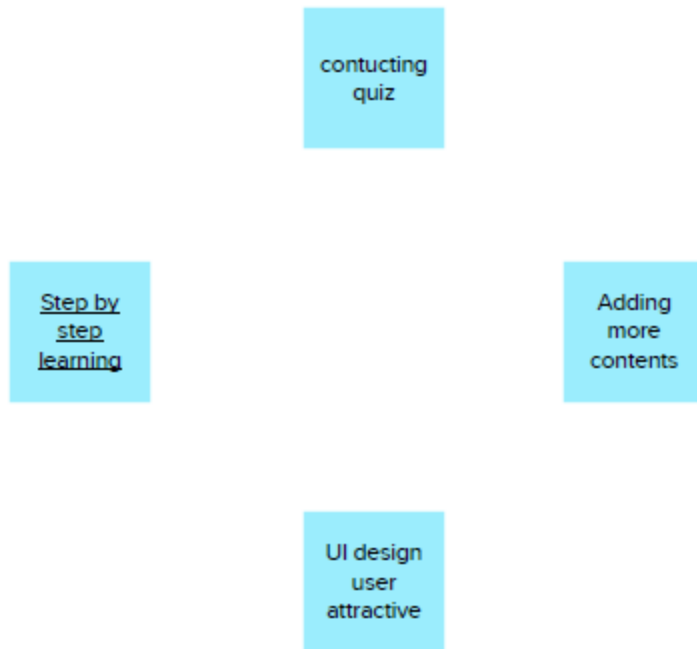 contucting
quiz
Step by
step
learning
Adding
more
contents
UI design
user
attractive